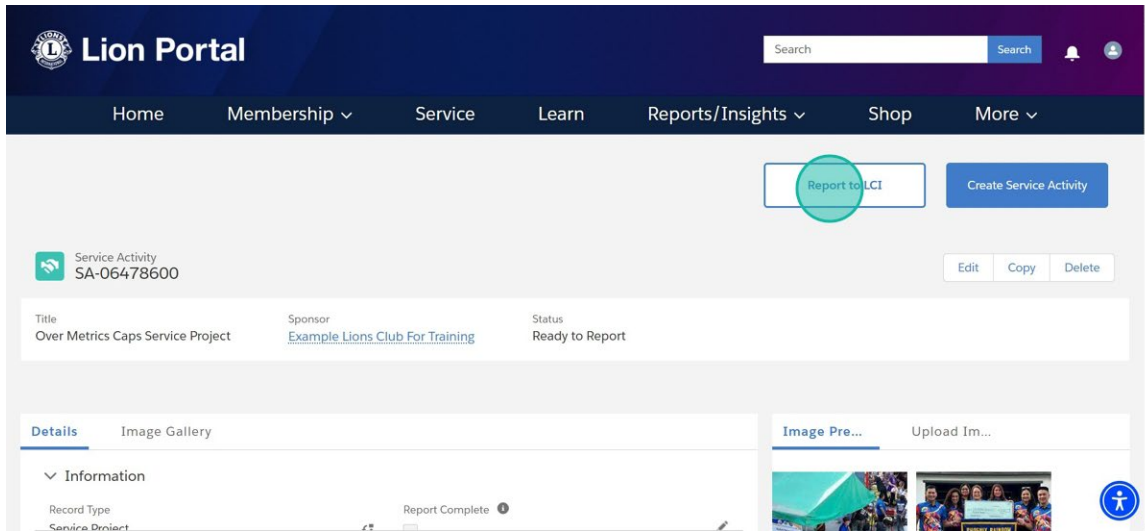 Lion Portal
Search
Search
Home Membership Service Learn Reports/Insights Shop More
Report to LCI
Create Service Activity
Service Activity
SA-06478600
Edit Copy Delete
Title Sponsor Status
Over Metrics Caps Service Project Example Lions Club For Training Ready to Report
Details Image Gallery
Image Pre... Upload Im...
Information
Record Type Report Complete
Service Project